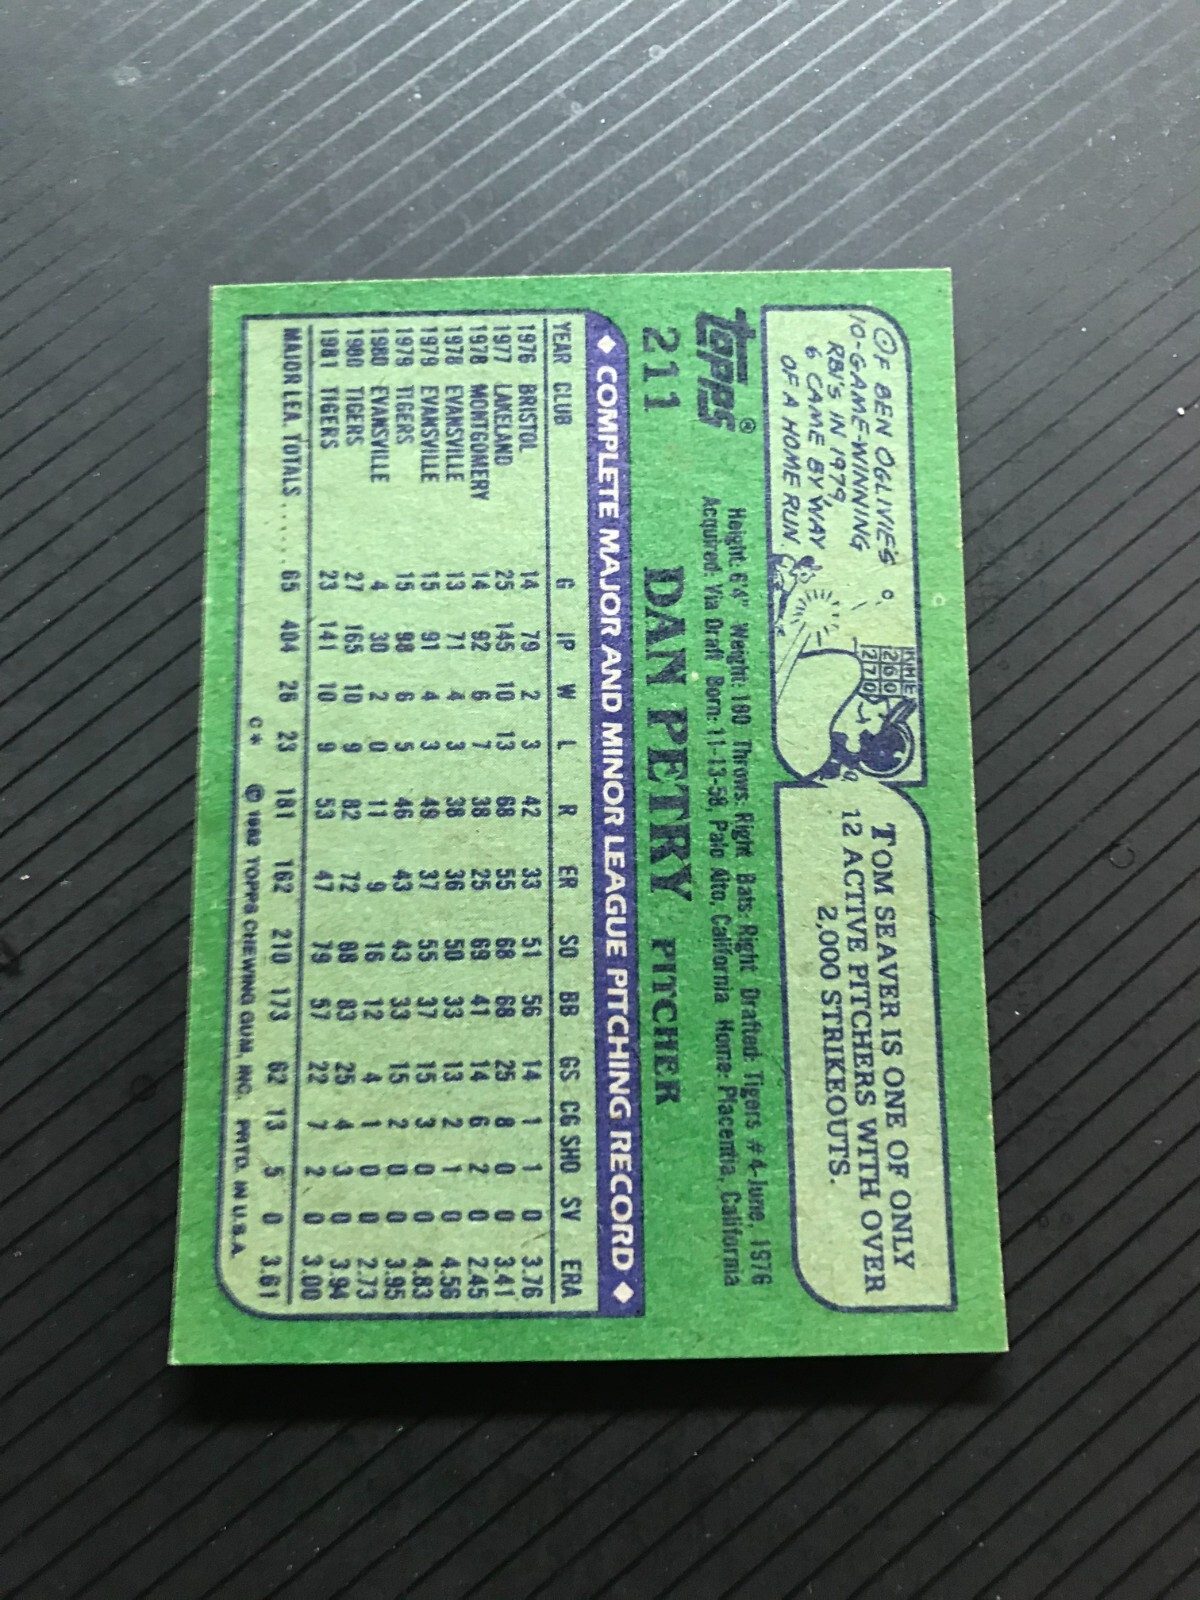 OF BEN OGLIVIE'S
10-GAME-WINNING
RBI'S IN 1979,
6 CAME BY WAY
OF A HOME RUN
TOM SEAVER IS ONE OF ONLY
12 ACTIVE PITCHERS WITH OVER
2,000 STRIKEOUTS.
topps®
211 DAN PETRY PITCHER
Height: 6'4" Weight: 190 Throws: Right Bats: Right Drafted: Tigers #4-June, 1976
Acquired: Via Draft Born: 11-13-58, Palo Alto, California Home: Placentia, California
◆ COMPLETE MAJOR AND MINOR LEAGUE PITCHING RECORD ◆
YEAR CLUB G IP W L R ER SO BB GS CG SHO SV ERA
1976 BRISTOL 14 79 2 3 42 33 51 56 14 1 1 0 3.76
1977 LAKELAND 25 145 10 13 68 55 68 68 25 8 0 0 3.41
1978 MONTGOMERY 14 92 6 7 38 25 69 41 14 6 2 0 2.45
1978 EVANSVILLE 13 71 4 3 38 36 50 33 13 2 1 0 4.56
1979 EVANSVILLE 15 91 4 3 49 37 55 37 15 3 0 0 4.83
1979 TIGERS 15 98 6 5 46 43 43 33 15 2 0 0 3.95
1980 EVANSVILLE 4 30 2 0 11 9 16 12 4 1 0 0 2.73
1980 TIGERS 27 165 10 9 82 72 88 83 25 4 3 0 3.94
1981 TIGERS 23 141 10 9 53 47 79 57 22 7 2 0 3.00
MAJOR LEA. TOTALS...... 65 404 26 23 181 162 210 173 62 13 5 0 3.61
C* © 1982 TOPPS CHEWING GUM, INC. PRTD. IN U.S.A.